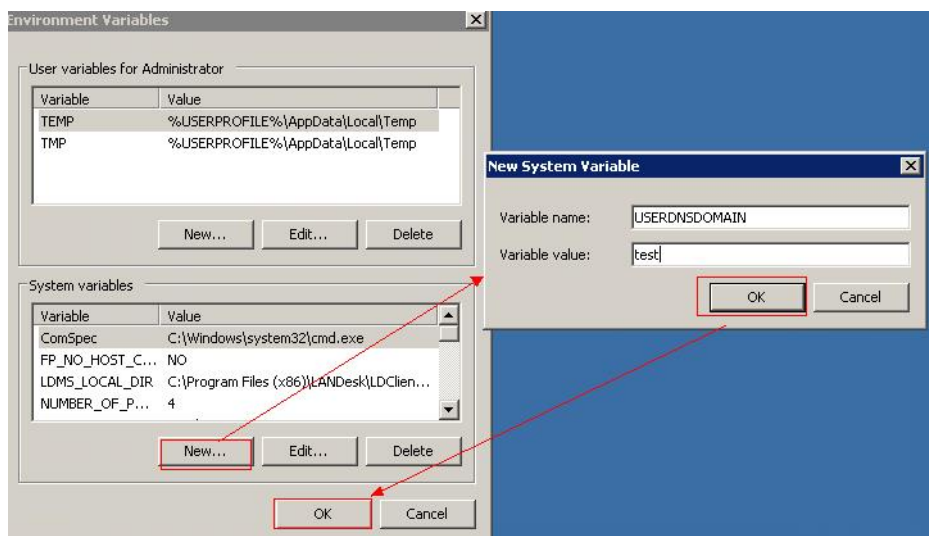 Environment Variables
User variables for Administrator
Variable Value
TEMP %USERPROFILE%\AppData\Local\Temp
TMP %USERPROFILE%\AppData\Local\Temp
New... Edit... Delete
System variables
Variable Value
ComSpec C:\Windows\system32\cmd.exe
FP_NO_HOST_C... NO
LDMS_LOCAL_DIR C:\Program Files (x86)\LANDesk\LDClien...
NUMBER_OF_P... 4
New... Edit... Delete
OK Cancel
New System Variable
Variable name: USERDNSDOMAIN
Variable value: test
OK Cancel